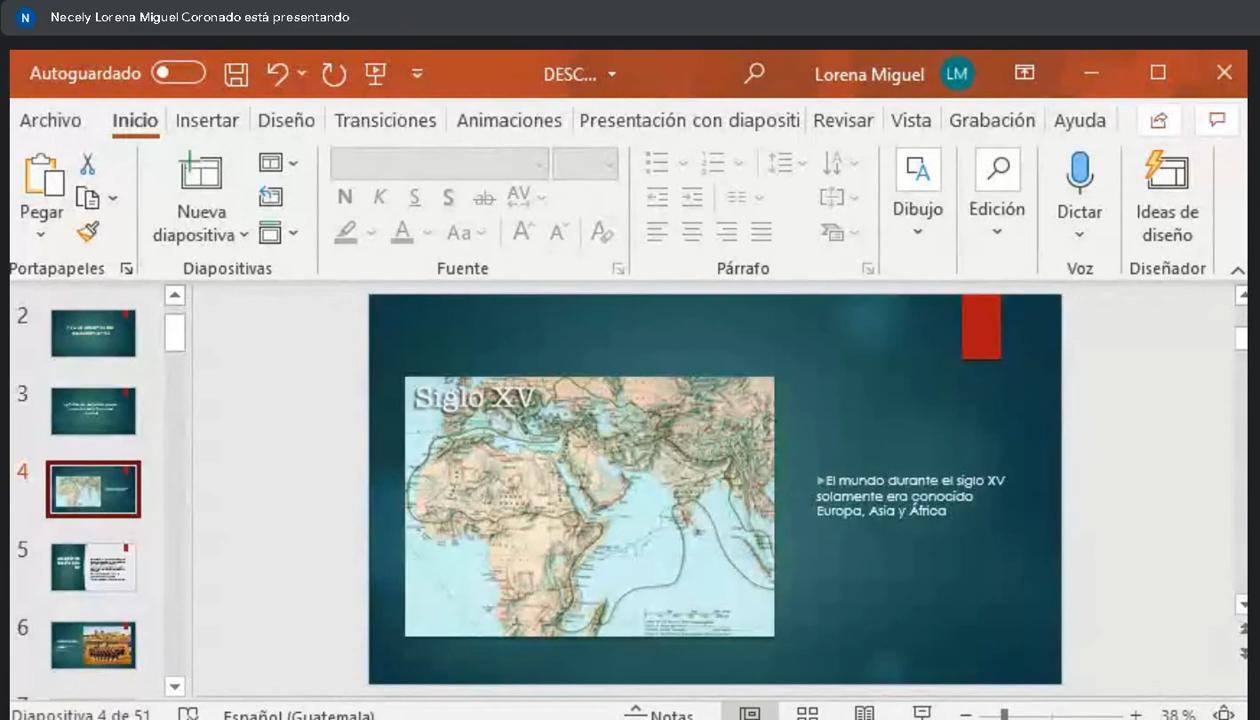 N Necely Lorena Miguel Coronado está presentando
Autoguardado DESC... Lorena Miguel LM
Archivo Inicio Insertar Diseño Transiciones Animaciones Presentación con diapositi Revisar Vista Grabación Ayuda
Pegar
Nueva diapositiva
N K S S ab AV
A Aa A A A
Dibujo
Edición
Dictar
Ideas de diseño
Portapapeles Diapositivas Fuente Párrafo Voz Diseñador
2
3
4
5
6
Siglo XV
El mundo durante el siglo XV
solamente era conocido
Europa, Asia y África
Diapositiva 4 de 51 Español (Guatemala) Notas 38 %